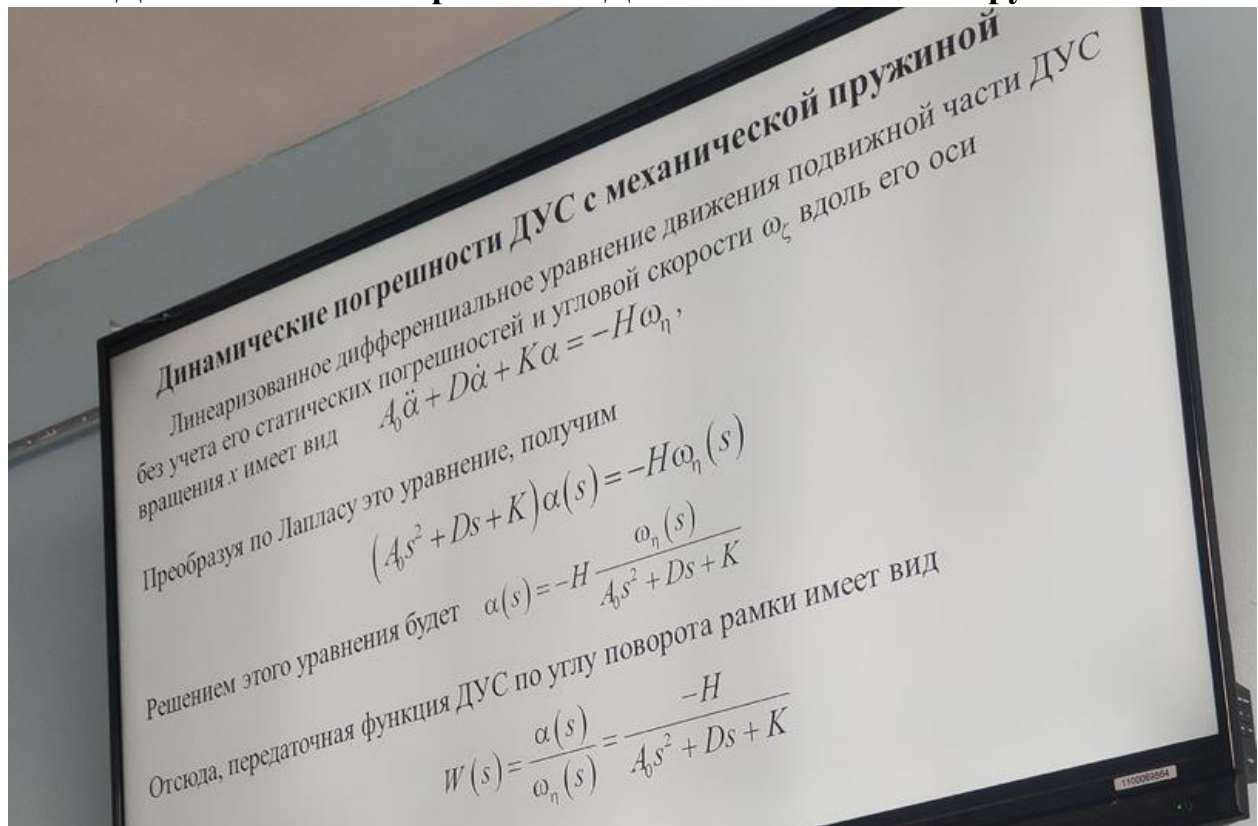 Динамические погрешности ДУС с механической пружиной
Линеаризованное дифференциальное уравнение движения подвижной части ДУС
без учета его статических погрешностей и угловой скорости ω_ζ вдоль его оси
вращения x имеет вид A₀α̈ + Dα̇ + Kα = −Hω_η,
Преобразуя по Лапласу это уравнение, получим
(A₀s² + Ds + K)α(s) = −Hω_η(s)
Решением этого уравнения будет α(s) = −H ω_η(s) / (A₀s² + Ds + K)
Отсюда, передаточная функция ДУС по углу поворота рамки имеет вид
W(s) = α(s) / ω_η(s) = −H / (A₀s² + Ds + K)
1100069864